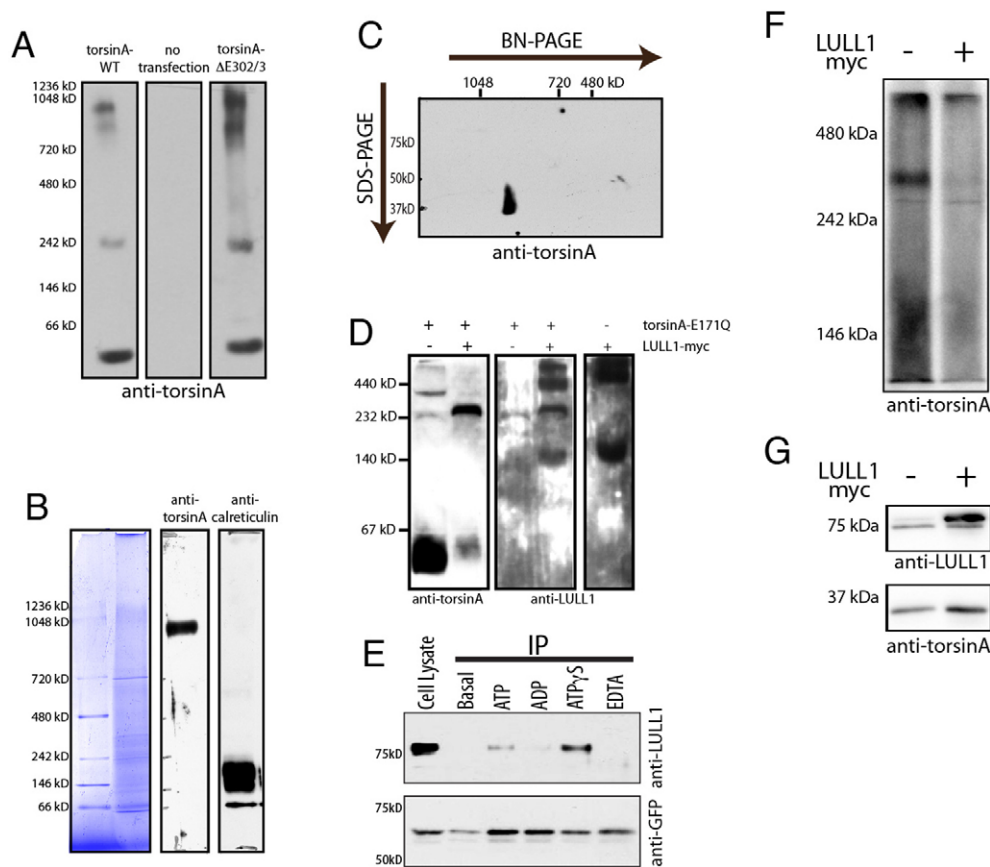 A
torsinA-
WT
no
transfection
torsinA-
ΔE302/3
1236 kD
1048 kD
720 kD
480 kD
242 kD
146 kD
66 kD
anti-torsinA
B
anti-
torsinA
anti-
calreticulin
1236 kD
1048 kD
720 kD
480 kD
242 kD
146 kD
66 kD
C
BN-PAGE
1048 720 480 kD
SDS-PAGE
75kD
50kD
37kD
anti-torsinA
D
+ + + + - torsinA-E171Q
- + - + + LULL1-myc
440 kD
232 kD
140 kD
67 kD
anti-torsinA anti-LULL1
E
IP
Cell Lysate
Basal
ATP
ADP
ATPγS
EDTA
75kD
anti-LULL1
75kD
50kD
anti-GFP
F
LULL1
myc
- +
480 kDa
242 kDa
146 kDa
anti-torsinA
G
LULL1
myc
- +
75 kDa
anti-LULL1
37 kDa
anti-torsinA